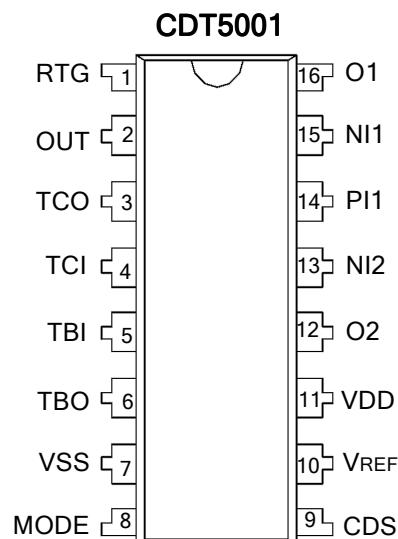 CDT5001
RTG 1 16 O1
OUT 2 15 NI1
TCO 3 14 PI1
TCI 4 13 NI2
TBI 5 12 O2
TBO 6 11 VDD
VSS 7 10 VREF
MODE 8 9 CDS